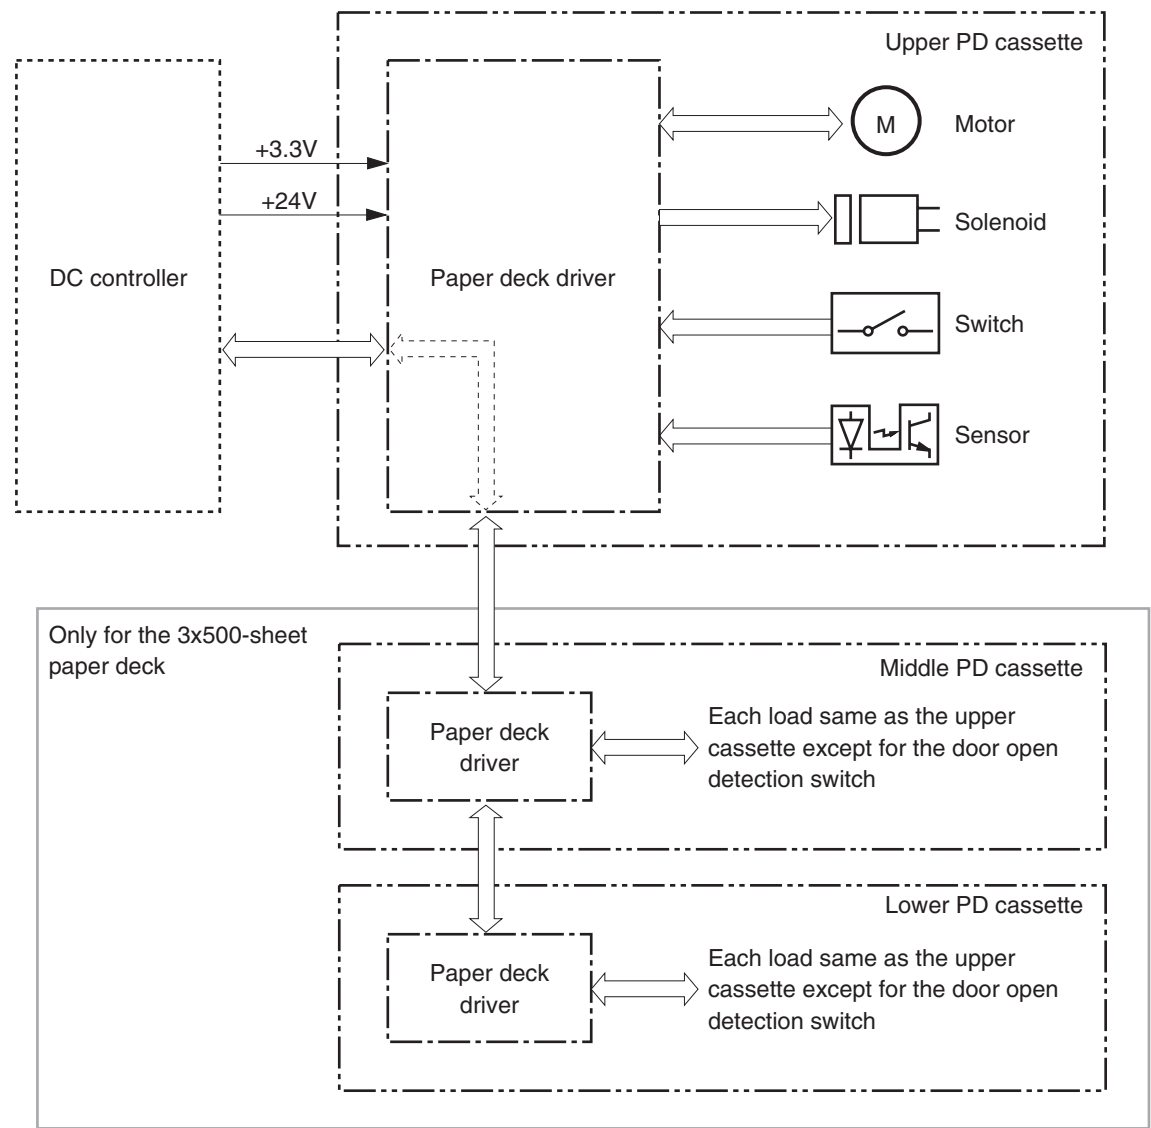 Upper PD cassette
M
Motor
+3.3V
+24V
Solenoid
DC controller
Paper deck driver
Switch
Sensor
Only for the 3x500-sheet
paper deck
Middle PD cassette
Paper deck
driver
Each load same as the upper
cassette except for the door open
detection switch
Lower PD cassette
Paper deck
driver
Each load same as the upper
cassette except for the door open
detection switch